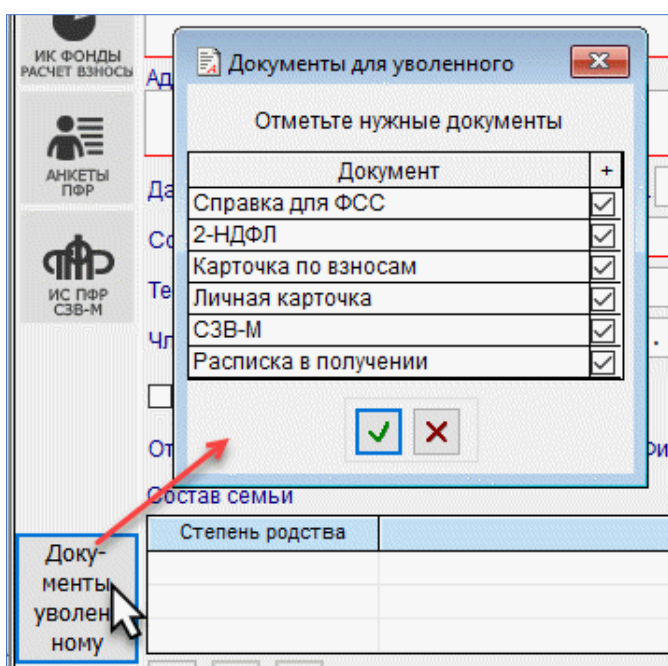 ИК ФОНДЫ
РАСЧЕТ ВЗНОСЫ
АНКЕТЫ
ПФР
ИС ПФР
СЗВ-М
Доку-
менты
уволен
ному
Документы для уволенного
Отметьте нужные документы
Документ +
Справка для ФСС
2-НДФЛ
Карточка по взносам
Личная карточка
СЗВ-М
Расписка в получении
Состав семьи
Степень родства